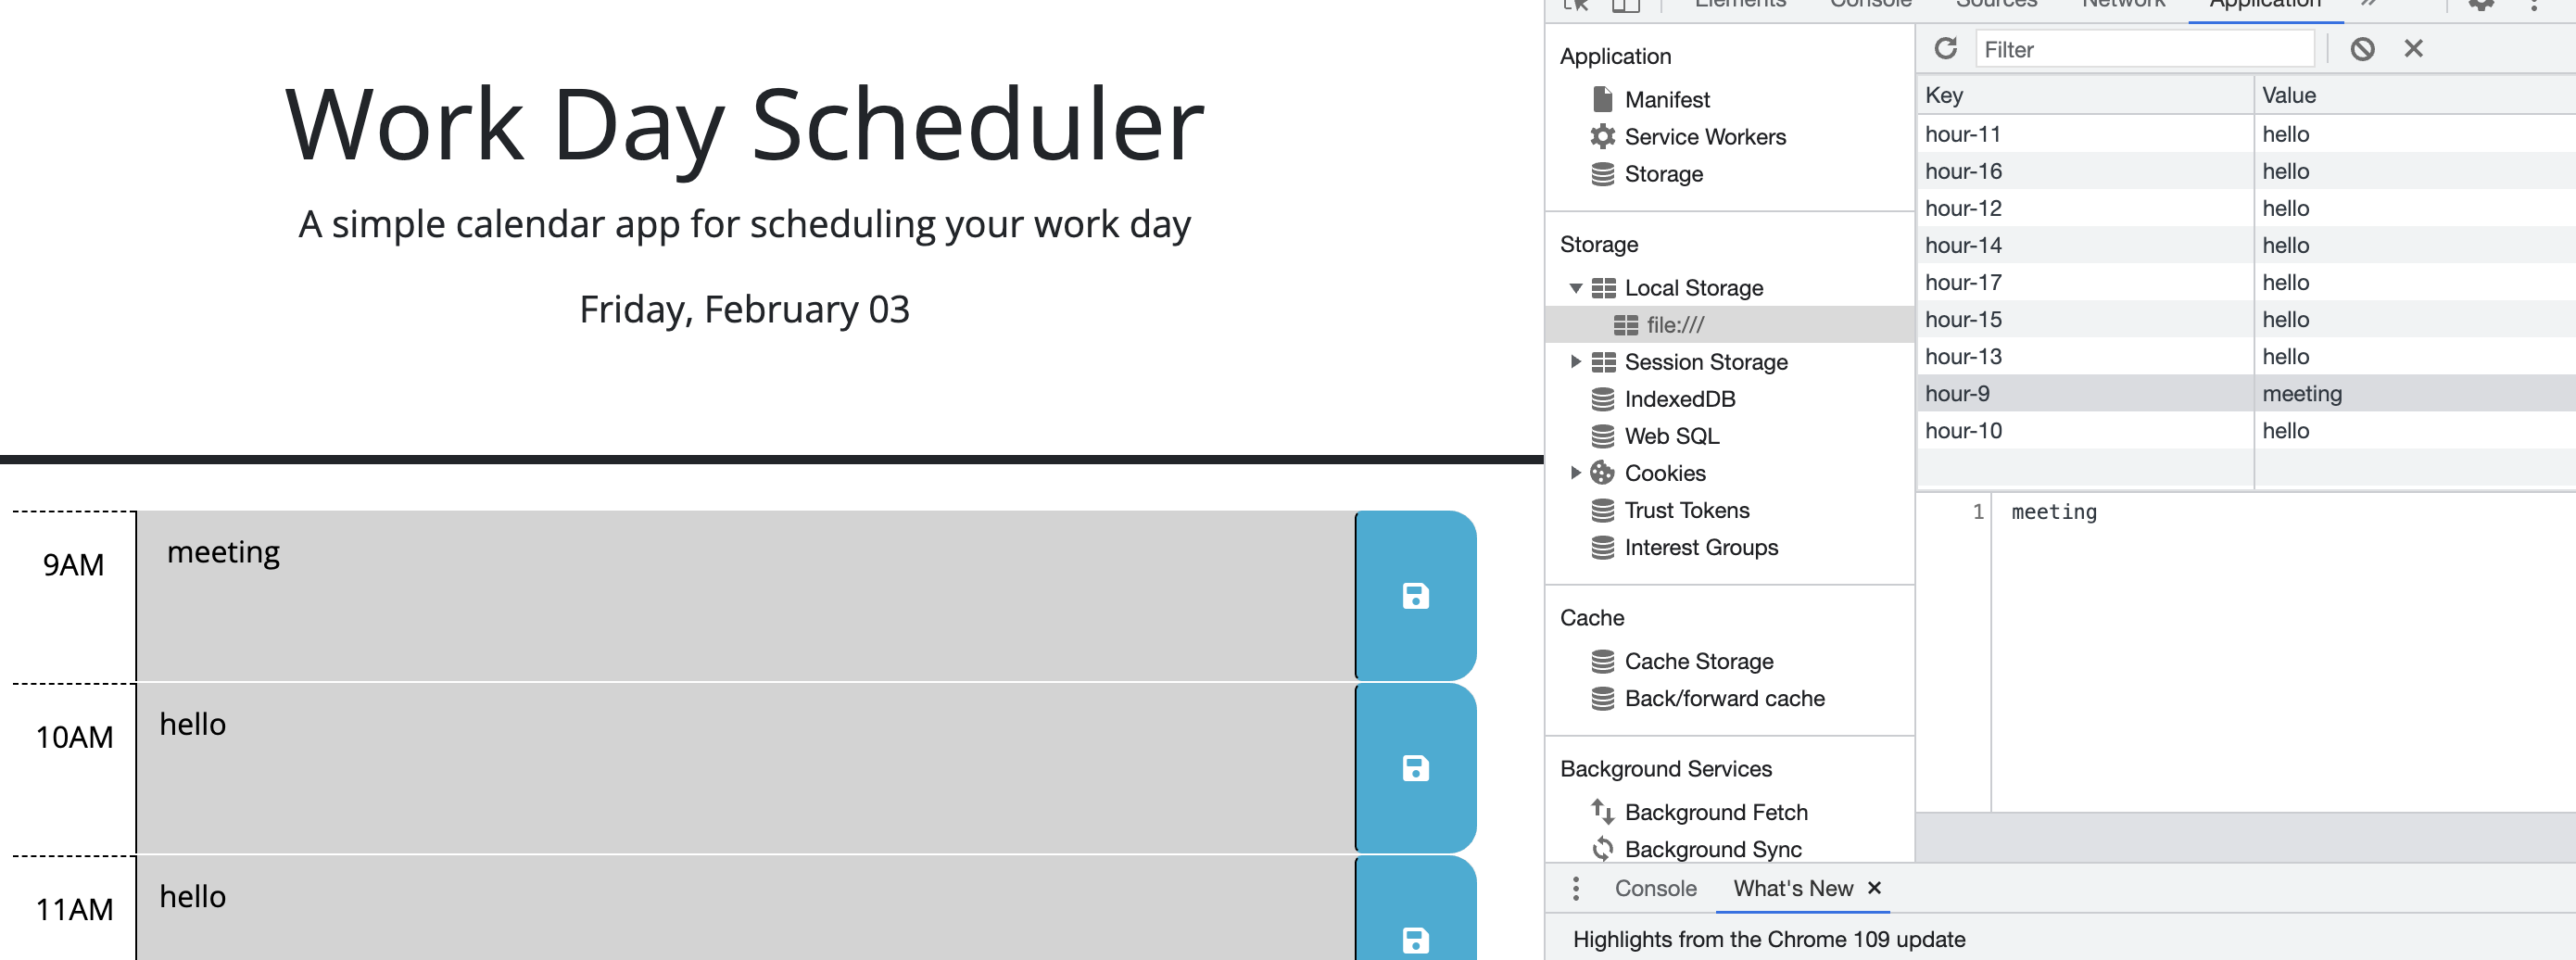 Work Day Scheduler
A simple calendar app for scheduling your work day
Friday, February 03
9AM
meeting
10AM
hello
11AM
hello
Elements Console Sources Network Application
Application
Manifest
Service Workers
Storage
Storage
Local Storage
file:///
Session Storage
IndexedDB
Web SQL
Cookies
Trust Tokens
Interest Groups
Cache
Cache Storage
Back/forward cache
Background Services
Background Fetch
Background Sync
Filter
Key Value
hour-11 hello
hour-16 hello
hour-12 hello
hour-14 hello
hour-17 hello
hour-15 hello
hour-13 hello
hour-9 meeting
hour-10 hello
1 meeting
Console What's New
Highlights from the Chrome 109 update